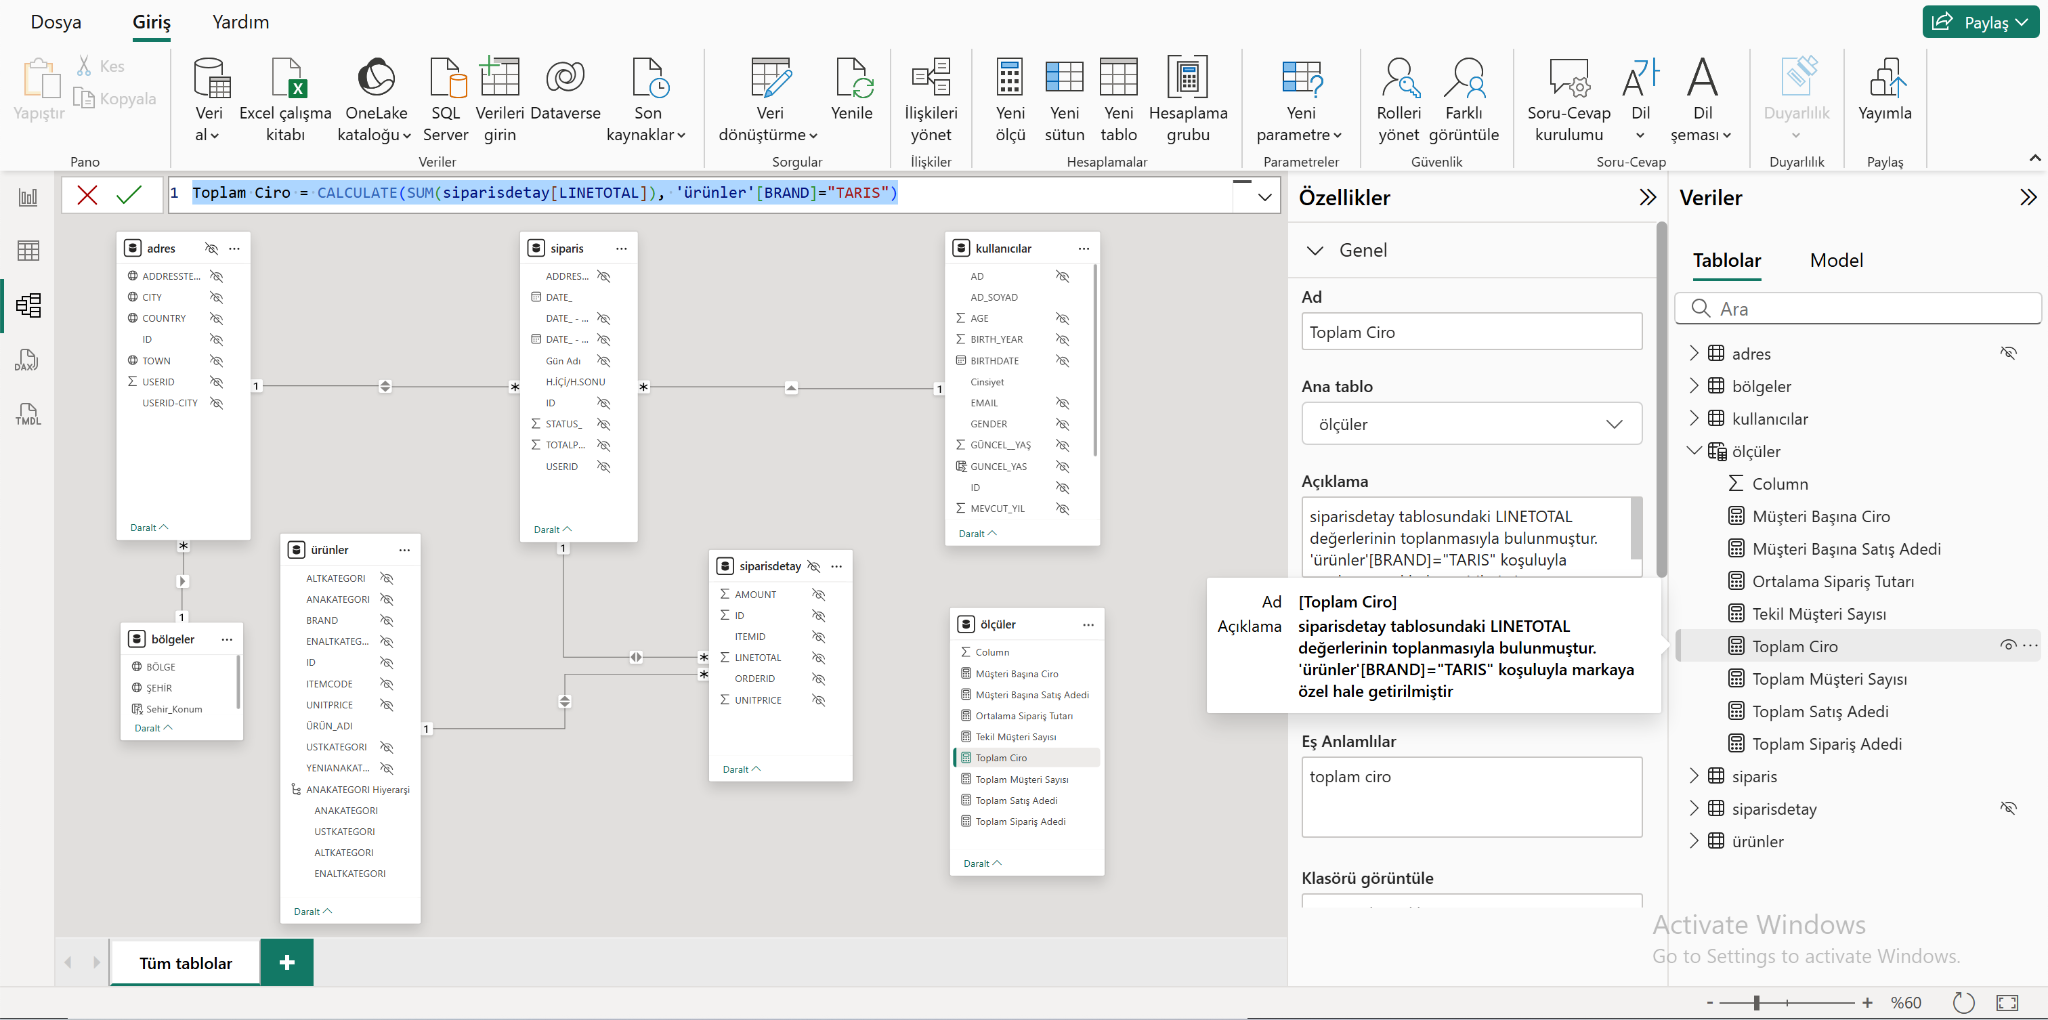 Dosya
Giriş
Yardım
Paylaş
Yapıştır
Kes
Kopyala
Pano
Veri al
Excel çalışma kitabı
OneLake kataloğu
SQL Server
Verileri girin
Dataverse
Son kaynaklar
Veriler
Veri dönüştürme
Yenile
Sorgular
İlişkileri yönet
İlişkiler
Yeni ölçü
Yeni sütun
Yeni tablo
Hesaplama grubu
Hesaplamalar
Yeni parametre
Parametreler
Rolleri yönet
Farklı görüntüle
Güvenlik
Soru-Cevap kurulumu
Dil
Dil şeması
Soru-Cevap
Duyarlılık
Duyarlılık
Yayımla
Paylaş
DAX
TMDL
1 Toplam Ciro = CALCULATE(SUM(siparisdetay[LINETOTAL]), 'ürünler'[BRAND]="TARIS")
adres
ADDRESSTE...
CITY
COUNTRY
ID
TOWN
USERID
USERID-CITY
Daralt
1
*
*
1
*
1
siparis
ADDRES...
DATE_
DATE_ - ...
DATE_ - ...
Gün Adı
H.İÇİ/H.SONU
ID
STATUS_
TOTALP...
USERID
Daralt
1
kullanıcılar
AD
AD_SOYAD
AGE
BIRTH_YEAR
BIRTHDATE
Cinsiyet
EMAIL
GENDER
GÜNCEL__YAŞ
GUNCEL_YAS
ID
MEVCUT_YIL
Daralt
bölgeler
BÖLGE
ŞEHİR
Sehir_Konum
Daralt
1
ürünler
ALTKATEGORI
ANAKATEGORI
BRAND
ENALTKATEG...
ID
ITEMCODE
UNITPRICE
ÜRÜN_ADI
USTKATEGORI
YENIANAKAT...
ANAKATEGORI Hiyerarşi
ANAKATEGORI
USTKATEGORI
ALTKATEGORI
ENALTKATEGORI
Daralt
1
*
*
siparisdetay
AMOUNT
ID
ITEMID
LINETOTAL
ORDERID
UNITPRICE
Daralt
ölçüler
Column
Müşteri Başına Ciro
Müşteri Başına Satış Adedi
Ortalama Sipariş Tutarı
Tekil Müşteri Sayısı
Toplam Ciro
Toplam Müşteri Sayısı
Toplam Satış Adedi
Toplam Sipariş Adedi
Daralt
Tüm tablolar
+
Özellikler
Genel
Ad
Toplam Ciro
Ana tablo
ölçüler
Açıklama
siparisdetay tablosundaki LINETOTAL
değerlerinin toplanmasıyla bulunmuştur.
'ürünler'[BRAND]="TARIS" koşuluyla
Ad [Toplam Ciro]
Açıklama siparisdetay tablosundaki LINETOTAL
değerlerinin toplanmasıyla bulunmuştur.
'ürünler'[BRAND]="TARIS" koşuluyla markaya
özel hale getirilmiştir
Eş Anlamlılar
toplam ciro
Klasörü görüntüle
Veriler
Tablolar
Model
Ara
adres
bölgeler
kullanıcılar
ölçüler
Column
Müşteri Başına Ciro
Müşteri Başına Satış Adedi
Ortalama Sipariş Tutarı
Tekil Müşteri Sayısı
Toplam Ciro
Toplam Müşteri Sayısı
Toplam Satış Adedi
Toplam Sipariş Adedi
siparis
siparisdetay
ürünler
Activate Windows
Go to Settings to activate Windows.
- + %60